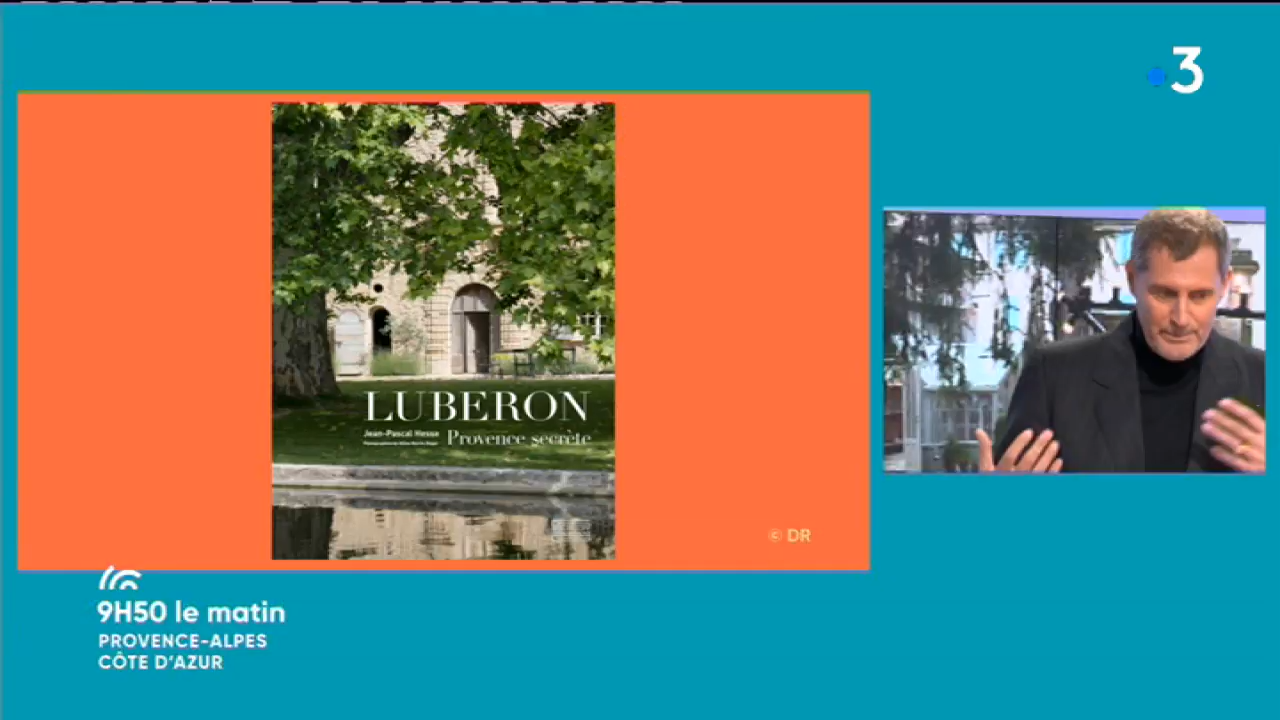 3
LUBERON
Jean-Pascal Hesse
Provence secrète
© DR
9H50 le matin
PROVENCE-ALPES
CÔTE D'AZUR